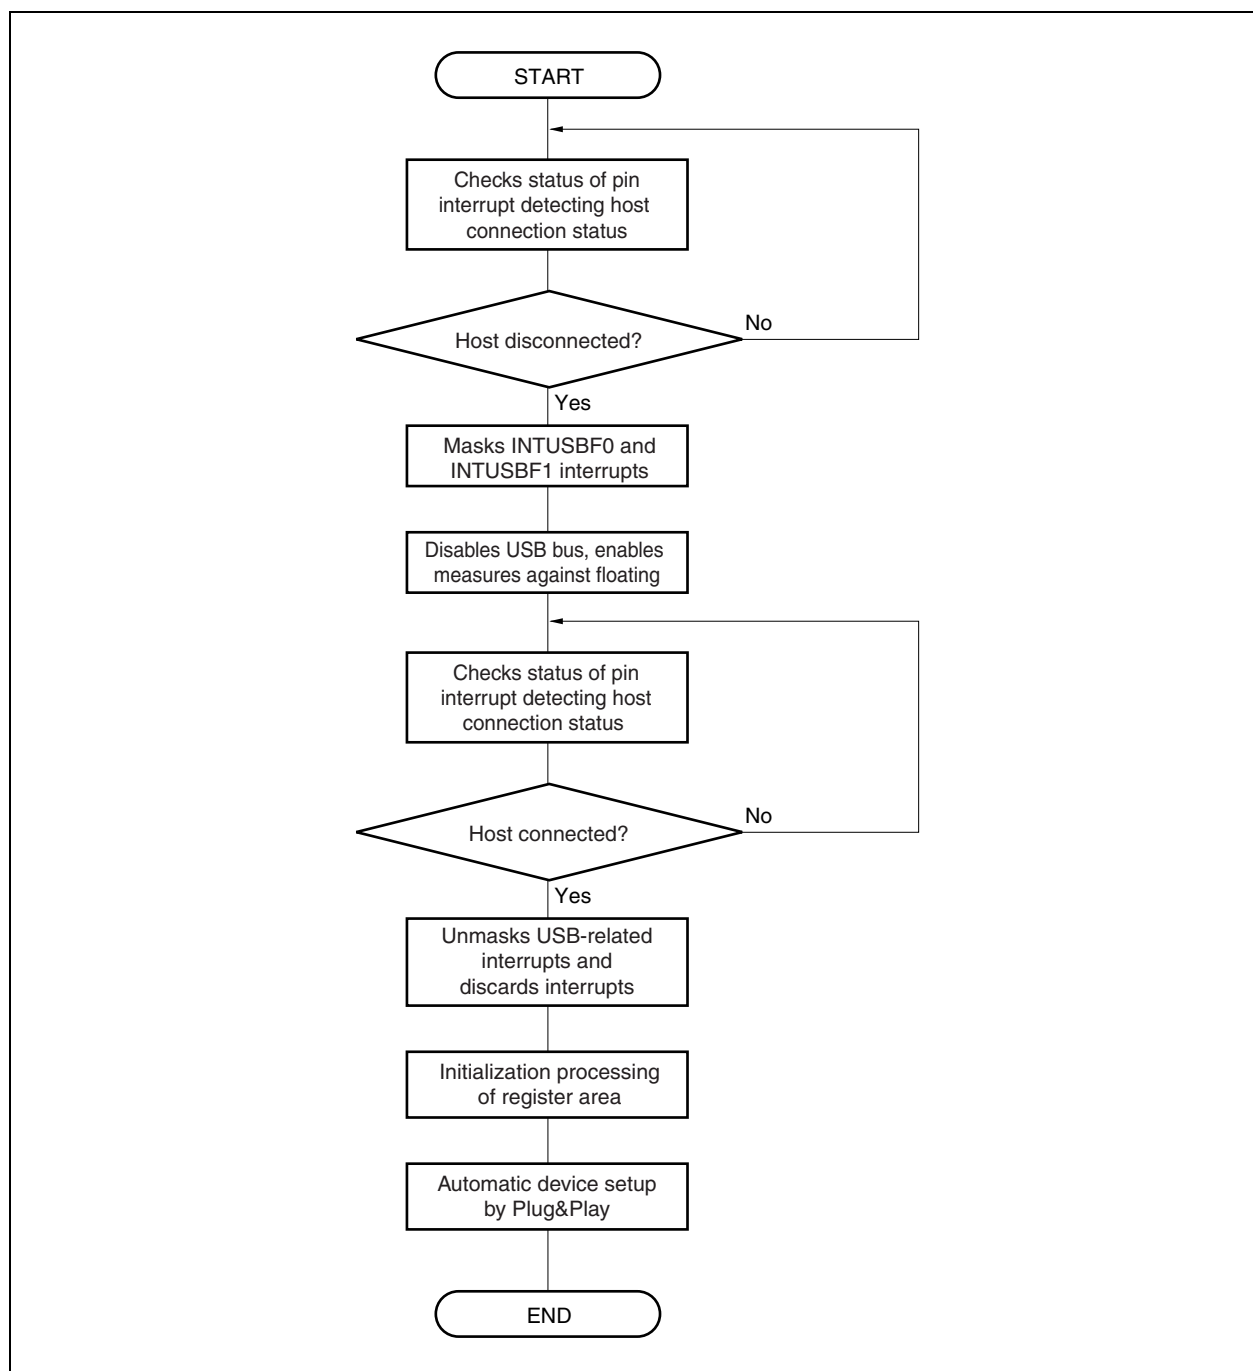 START
Checks status of pin
interrupt detecting host
connection status
Host disconnected?
No
Yes
Masks INTUSBF0 and
INTUSBF1 interrupts
Disables USB bus, enables
measures against floating
Checks status of pin
interrupt detecting host
connection status
Host connected?
No
Yes
Unmasks USB-related
interrupts and
discards interrupts
Initialization processing
of register area
Automatic device setup
by Plug&Play
END